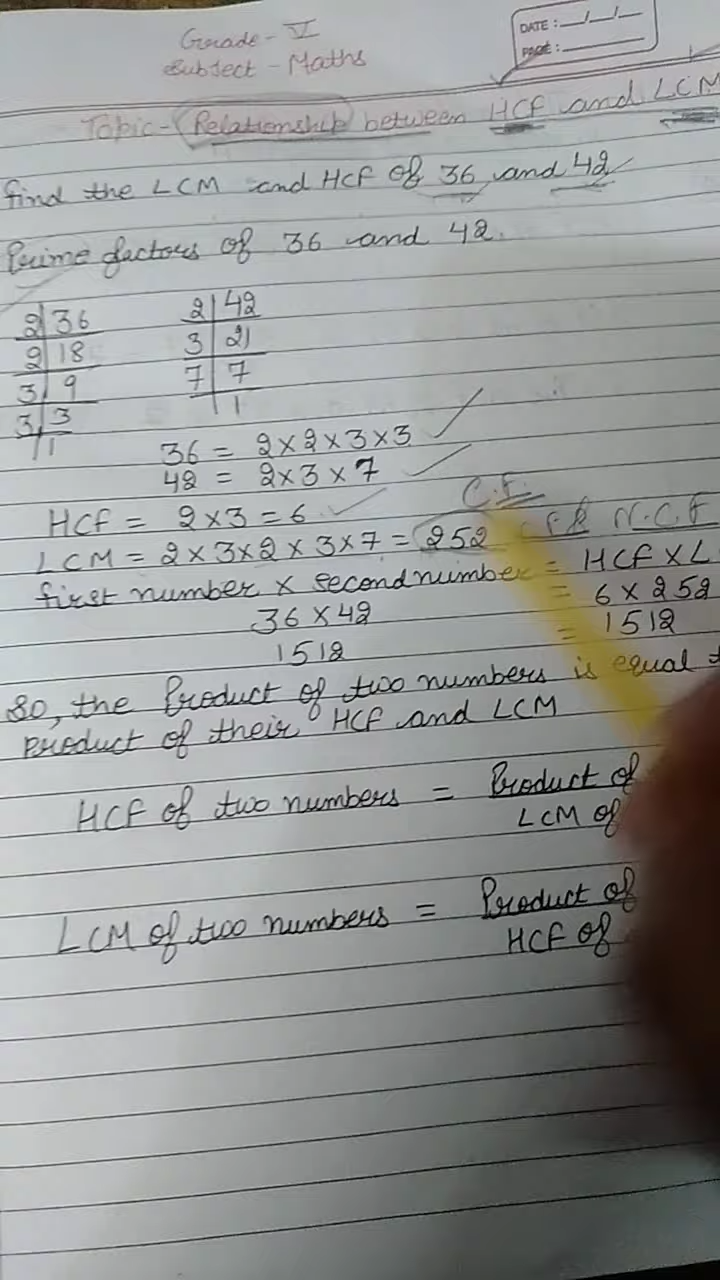 Grade - V
DATE : __/__/__
Subject - Maths
PAGE : ______
Topic - Relationship between HCF and LCM
find the LCM and HCF of 36 and 42
Prime factors of 36 and 42.
2 36 2 42
2 18 3 21
3 9 7 7
3 3 1
1
36 = 2×2×3×3
42 = 2×3×7
C.F.
HCF = 2×3=6
LCM = 2×3×2×3×7 = 252 C.F & N.C.F
first number × second number = HCF × L
36×42 = 6×252
1512 = 1512
So, the Product of two numbers is equal t
Product of their HCF and LCM
HCF of two numbers = Product of
LCM of
LCM of two numbers = Product of
HCF of